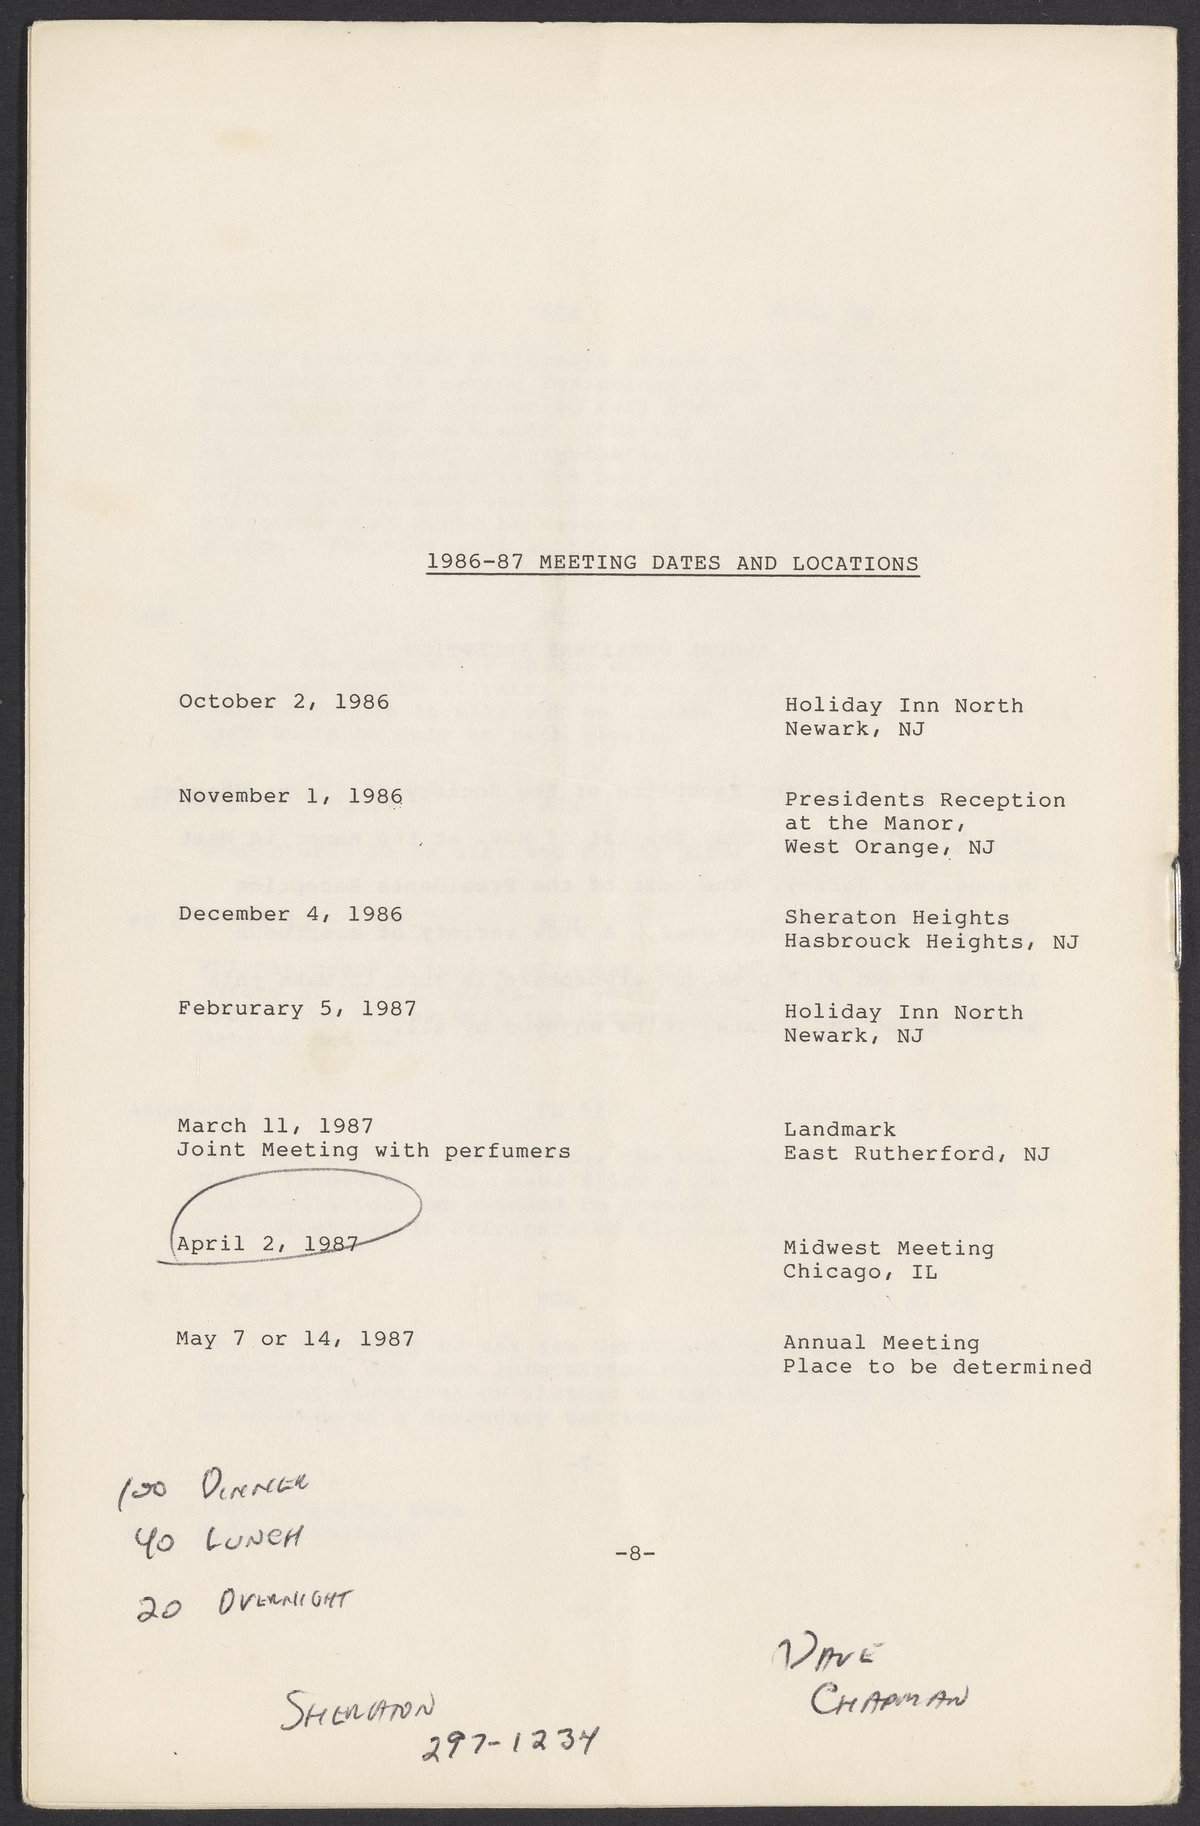 1986-87 MEETING DATES AND LOCATIONS
October 2, 1986
Holiday Inn North
Newark, NJ
November 1, 1986
Presidents Reception
at the Manor,
West Orange, NJ
December 4, 1986
Sheraton Heights
Hasbrouck Heights, NJ
Februrary 5, 1987
Holiday Inn North
Newark, NJ
March 11, 1987
Joint Meeting with perfumers
Landmark
East Rutherford, NJ
April 2, 1987
Midwest Meeting
Chicago, IL
May 7 or 14, 1987
Annual Meeting
Place to be determined
100 DINNER
40 LUNCH
-8-
20 OVERNIGHT
DAVE
CHAPMAN
SHERATON
297-1234